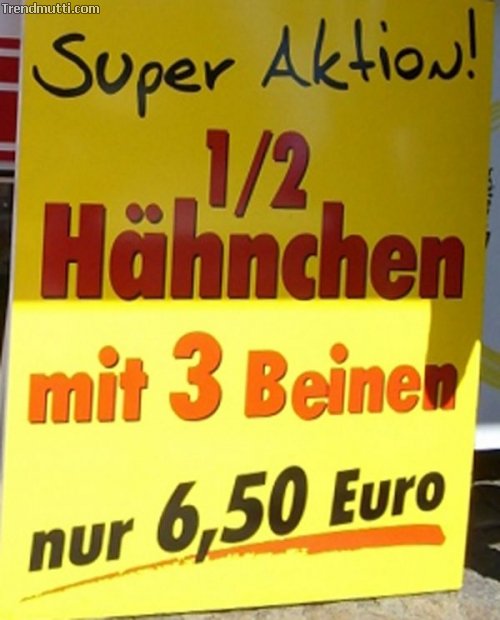 Trendmutti.com
Super Aktion!
1/2
Hähnchen
mit 3 Beinen
nur 6,50 Euro